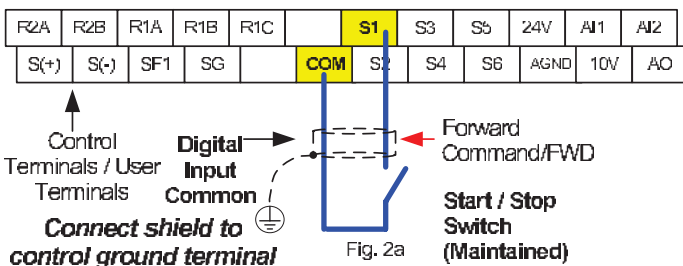 R2A R2B R1A R1B R1C S1 S3 S5 24V AI1 AI2
S(+) S(-) SF1 SG COM S2 S4 S6 AGND 10V AO
Control
Terminals / User
Terminals
Digital
Input
Common
Forward
Command/FWD
Connect shield to
control ground terminal
Fig. 2a
Start / Stop
Switch
(Maintained)